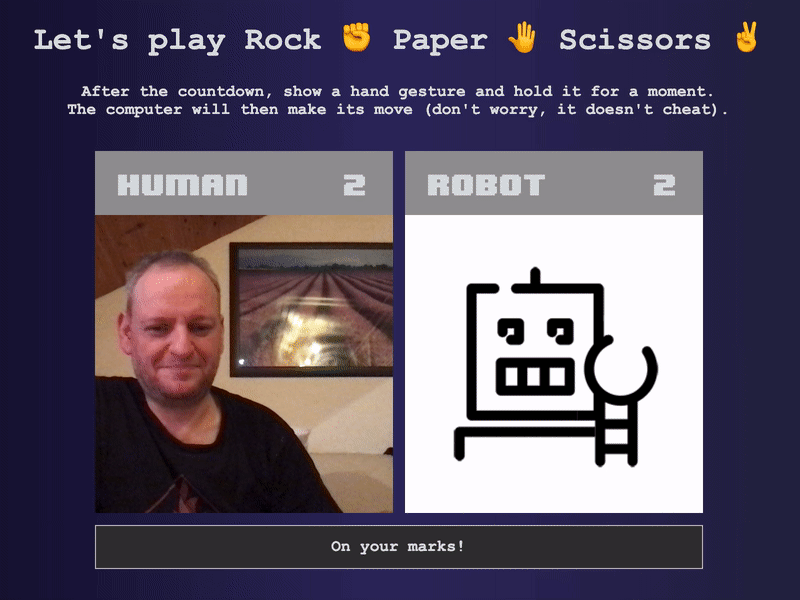 Let's play Rock ✊ Paper 🤚 Scissors ✌
After the countdown, show a hand gesture and hold it for a moment.
The computer will then make its move (don't worry, it doesn't cheat).
HUMAN 2
ROBOT 2
On your marks!